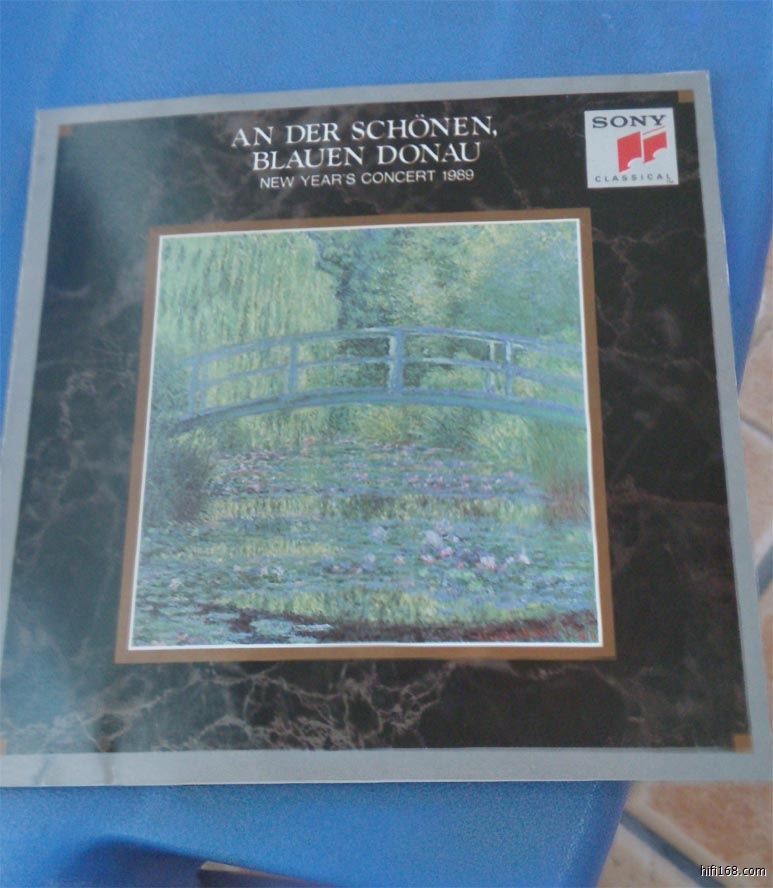 AN DER SCHÖNEN,
BLAUEN DONAU
NEW YEAR'S CONCERT 1989
SONY
CLASSICAL
hifi168.com